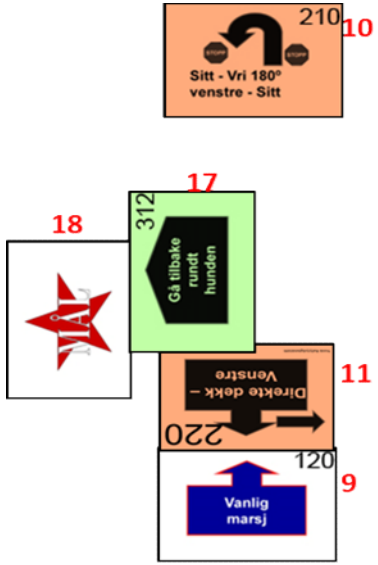 210
10
STOPP
STOPP
Sitt - Vri 180º
venstre - Sitt
17
312
Gå tilbake
rundt
hunden
18
MÅL
11
Direkte dekk –
Venstre
220
120
9
Vanlig
marsj